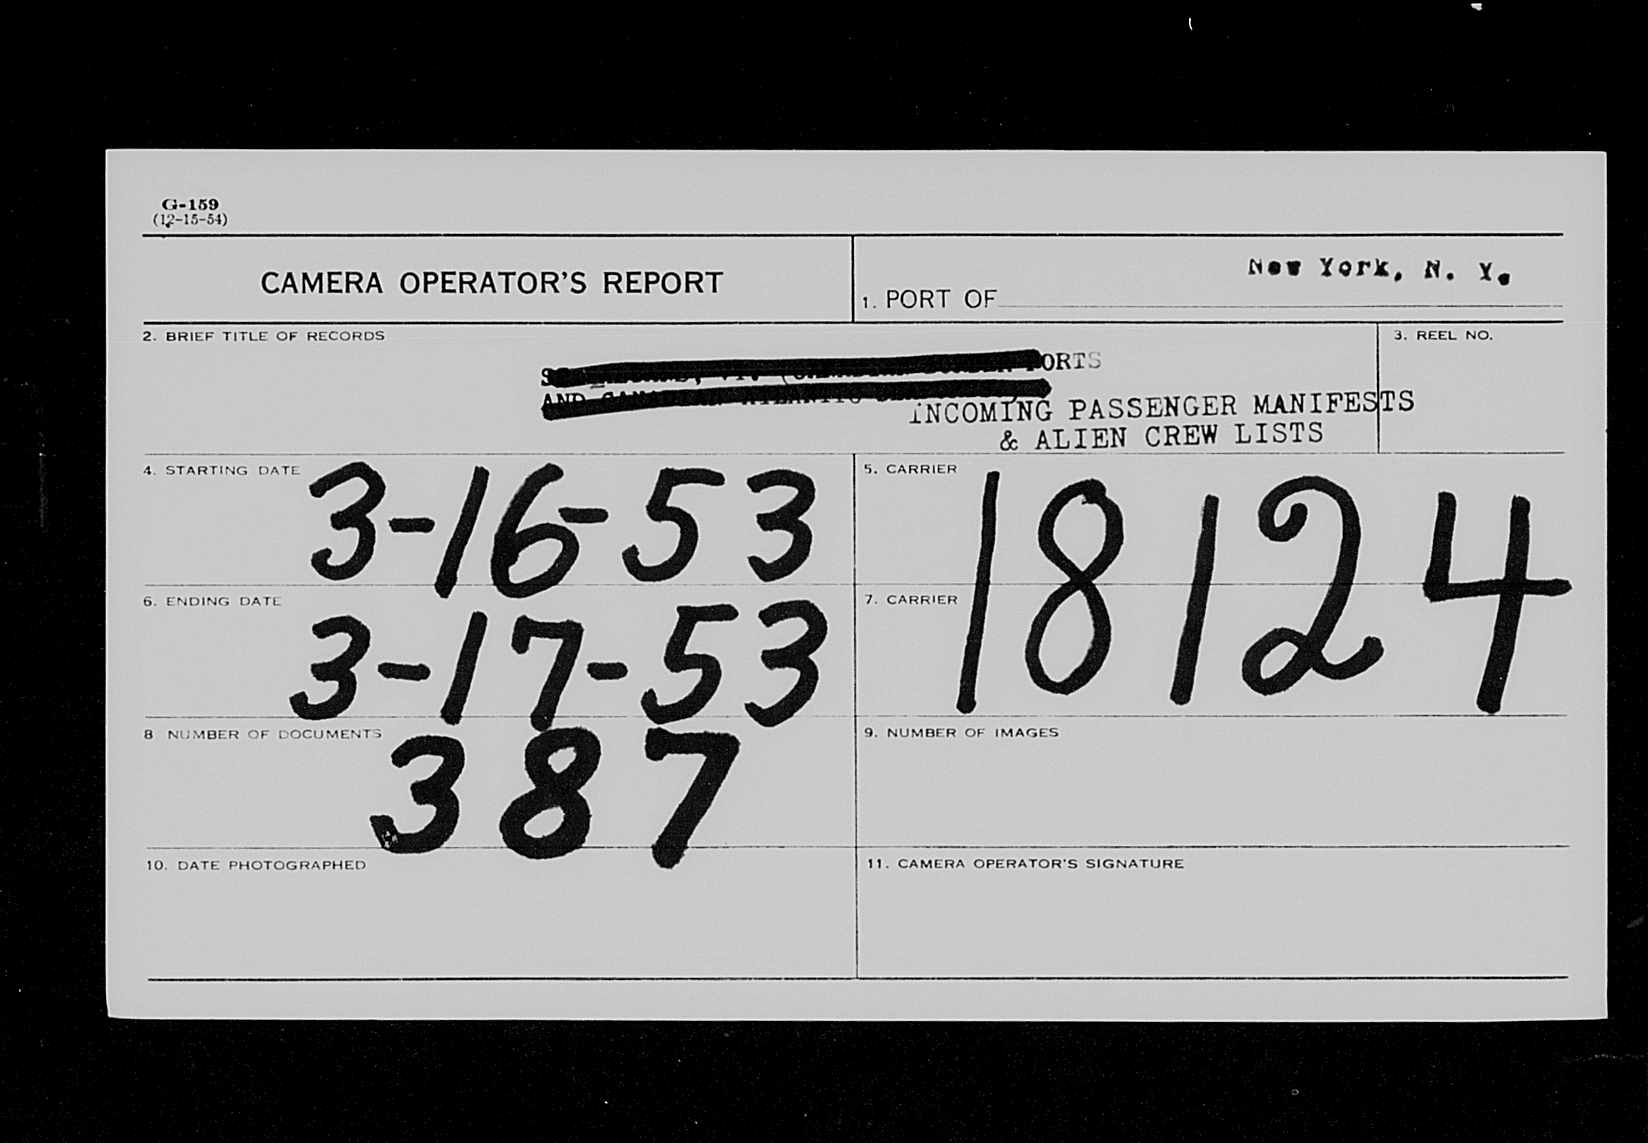 G-159
(12-15-54)
CAMERA OPERATOR'S REPORT
1. PORT OF New York, N. Y.
2. BRIEF TITLE OF RECORDS
3. REEL NO.
PORTS
AND
INCOMING PASSENGER MANIFESTS
& ALIEN CREW LISTS
4. STARTING DATE 3-16-53
5. CARRIER 18124
6. ENDING DATE 3-17-53
7. CARRIER
8 NUMBER OF DOCUMENTS 387
9. NUMBER OF IMAGES
10. DATE PHOTOGRAPHED
11. CAMERA OPERATOR'S SIGNATURE